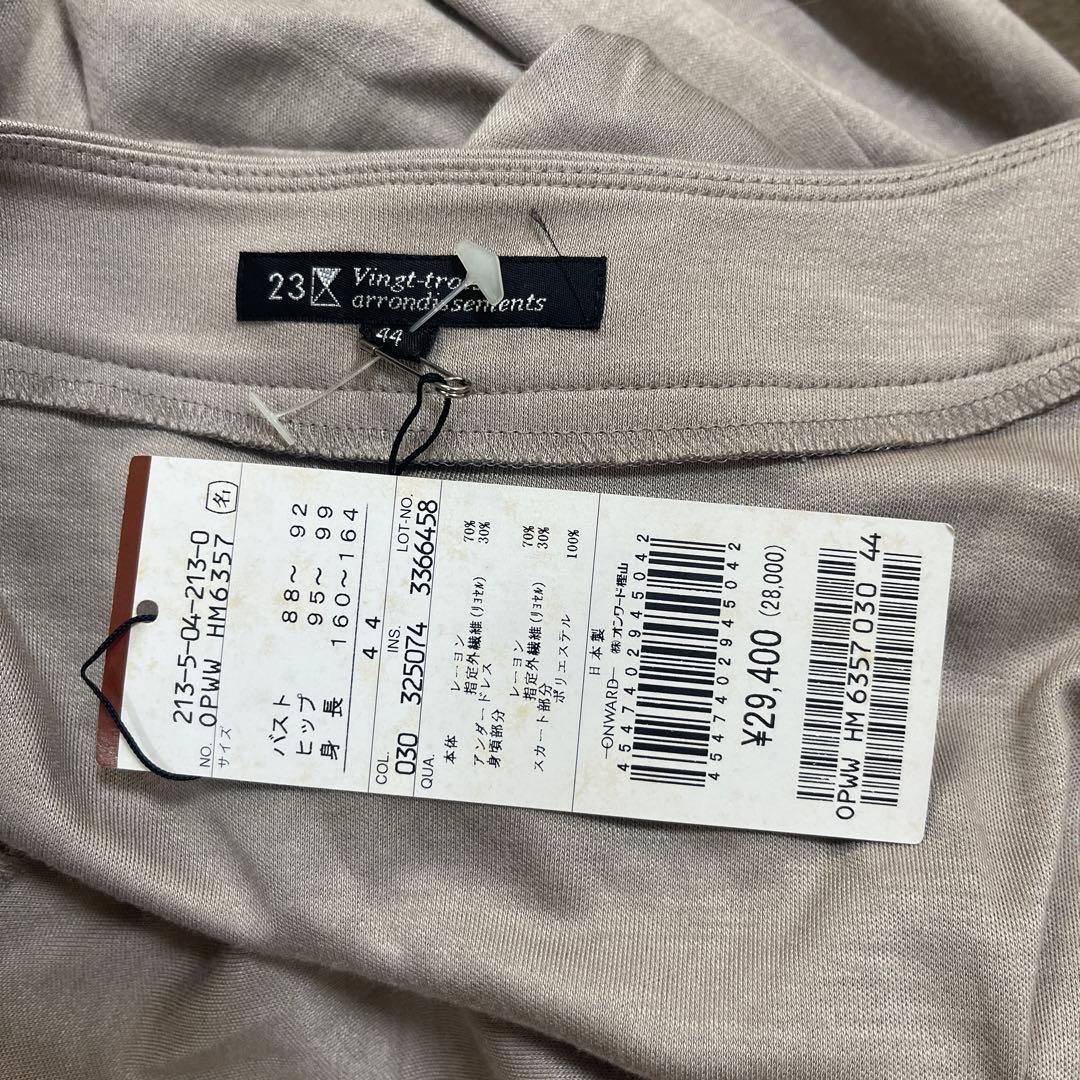 23区 Vingt-trois
arrondissements
44
NO. 213-5-04-213-0 名
OPWW HM6357
サイズ
バスト 88～ 92
ヒップ 95～ 99
身 長 160～164
44
COL. INS. LOT-NO.
030 325074 3366458
QUA.
本体
レーヨン 70%
指定外繊維(リヨセル) 30%
アンダードレス
身頃部分
レーヨン 70%
指定外繊維(リヨセル) 30%
スカート部分
ポリエステル 100%
日本製
ONWARD ㈱オンワード樫山
4547402945042
4547402945042
¥29,400 (28,000)
OPWW HM6357030 44